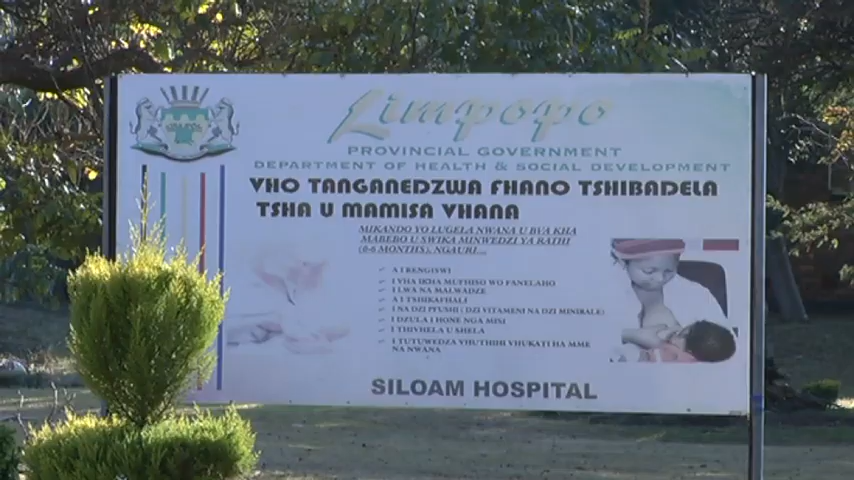 Limpopo
PROVINCIAL GOVERNMENT
DEPARTMENT OF HEALTH & SOCIAL DEVELOPMENT
VHO TANGANEDZWA FHANO TSHIBADELA
TSHA U MAMISA VHANA
MIKANDO YO LUGELA NWANA U BVA KHA
MABEBO U SWIKA MINWEDZI YA RATHI
(0-6 MONTHS), NGAURI...
A I RENGISWI
I VHA IKHA MUFHISO WO FANELAHO
I LWA NA MALWADZE
A I TSHIKAFHALI
I NA DZI PFUSHI (DZI VITAMENI NA DZI MINIRALE)
I DZULA I HONE NGA MISI
I THIVHELA U SHELA
I TUTUWEDZA VHUTHIHI VHUKATI HA MME
NA NWANA
SILOAM HOSPITAL